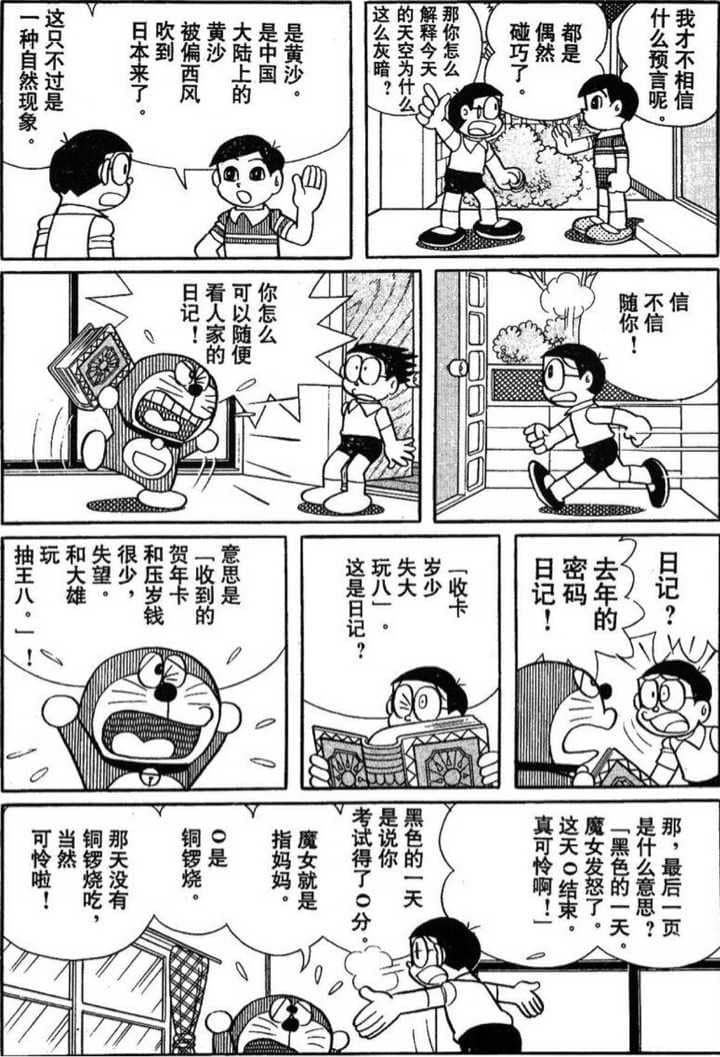 我才不相信
什么预言呢。
都是
偶然
碰巧了。
那你怎么
解释今天
的天空为什么
这么灰暗？
是黄沙。
是中国
大陆上的
黄沙
被偏西风
吹到
日本来了。
这只不过是
一种自然现象。
信
不信
随你！
你怎么
可以随便
看人家的
日记！
日记？
去年的
密码
日记！
「收卡
岁少
失大
玩八」。
这是日记？
意思是
「收到的
贺年卡
和压岁钱
很少，
失望。
和大雄
玩
抽王八。」！
那，最后一页
是什么意思？
「黑色的一天。
魔女发怒了。
这天０结束。
真可怜啊！」
黑色的一天
是说你
考试得了０分。
魔女就是
指妈妈。
０是
铜锣烧。
那天没有
铜锣烧吃，
当然
可怜啦！